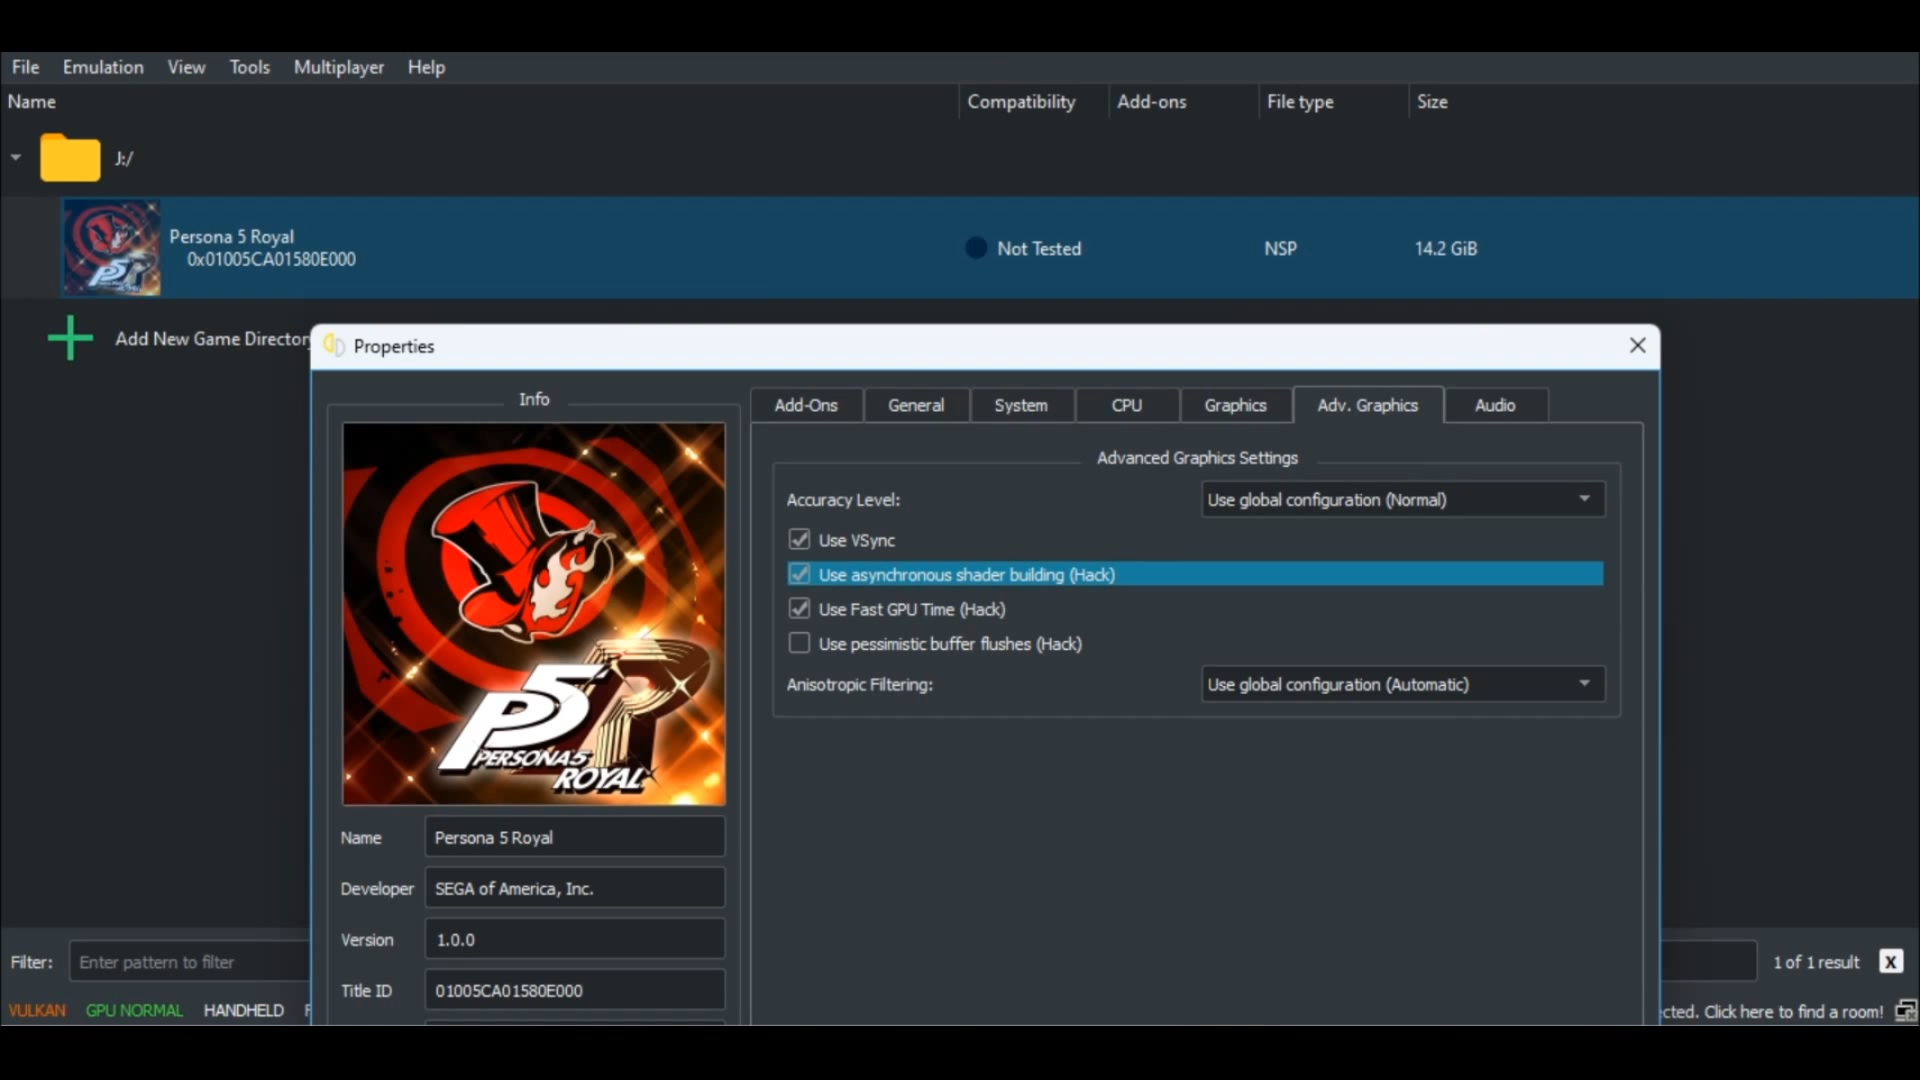 File Emulation View Tools Multiplayer Help
Name Compatibility Add-ons File type Size
J:/
Persona 5 Royal
0x01005CA01580E000
Not Tested NSP 14.2 GiB
Add New Game Director
Properties
Info
Add-Ons General System CPU Graphics Adv. Graphics Audio
Advanced Graphics Settings
Accuracy Level: Use global configuration (Normal)
Use VSync
Use asynchronous shader building (Hack)
Use Fast GPU Time (Hack)
Use pessimistic buffer flushes (Hack)
Anisotropic Filtering: Use global configuration (Automatic)
P5R
PERSONA5
ROYAL
Name Persona 5 Royal
Developer SEGA of America, Inc.
Version 1.0.0
Title ID 01005CA01580E000
Filter: Enter pattern to filter 1 of 1 result X
VULKAN GPU NORMAL HANDHELD cted. Click here to find a room!